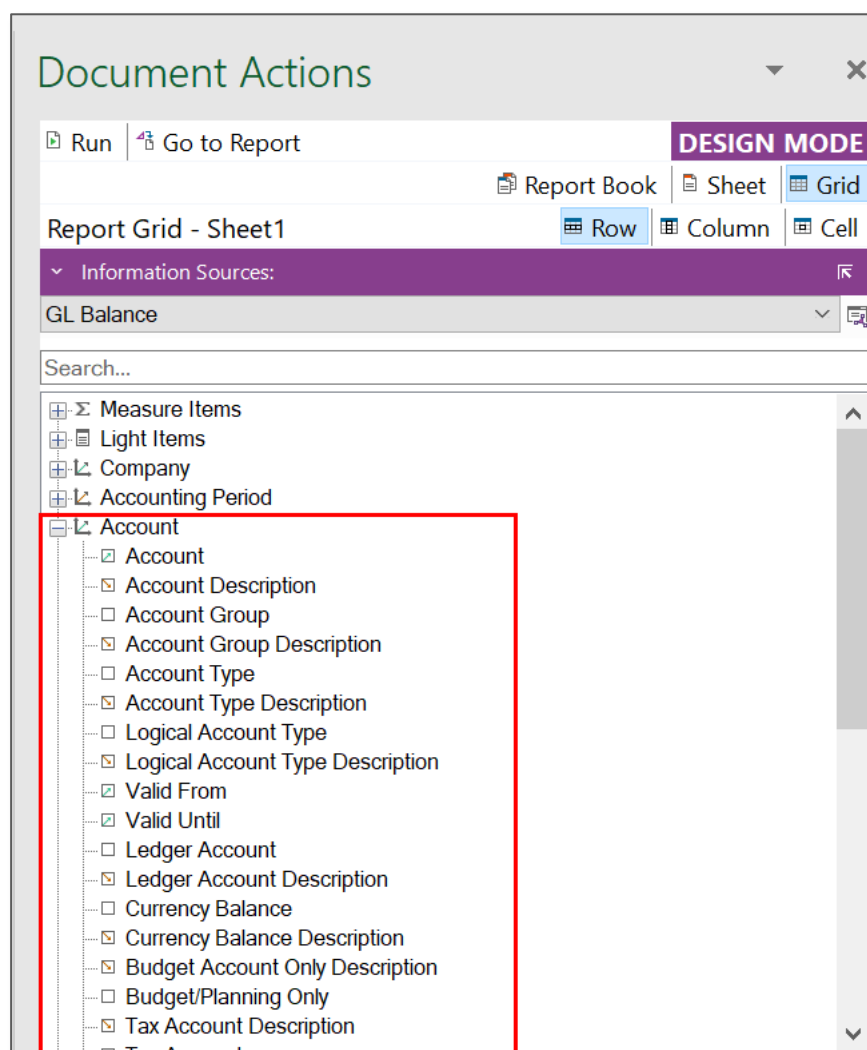 Document Actions
Run Go to Report DESIGN MODE
Report Book Sheet Grid
Report Grid - Sheet1 Row Column Cell
Information Sources:
GL Balance
Search...
Measure Items
Light Items
Company
Accounting Period
Account
Account
Account Description
Account Group
Account Group Description
Account Type
Account Type Description
Logical Account Type
Logical Account Type Description
Valid From
Valid Until
Ledger Account
Ledger Account Description
Currency Balance
Currency Balance Description
Budget Account Only Description
Budget/Planning Only
Tax Account Description